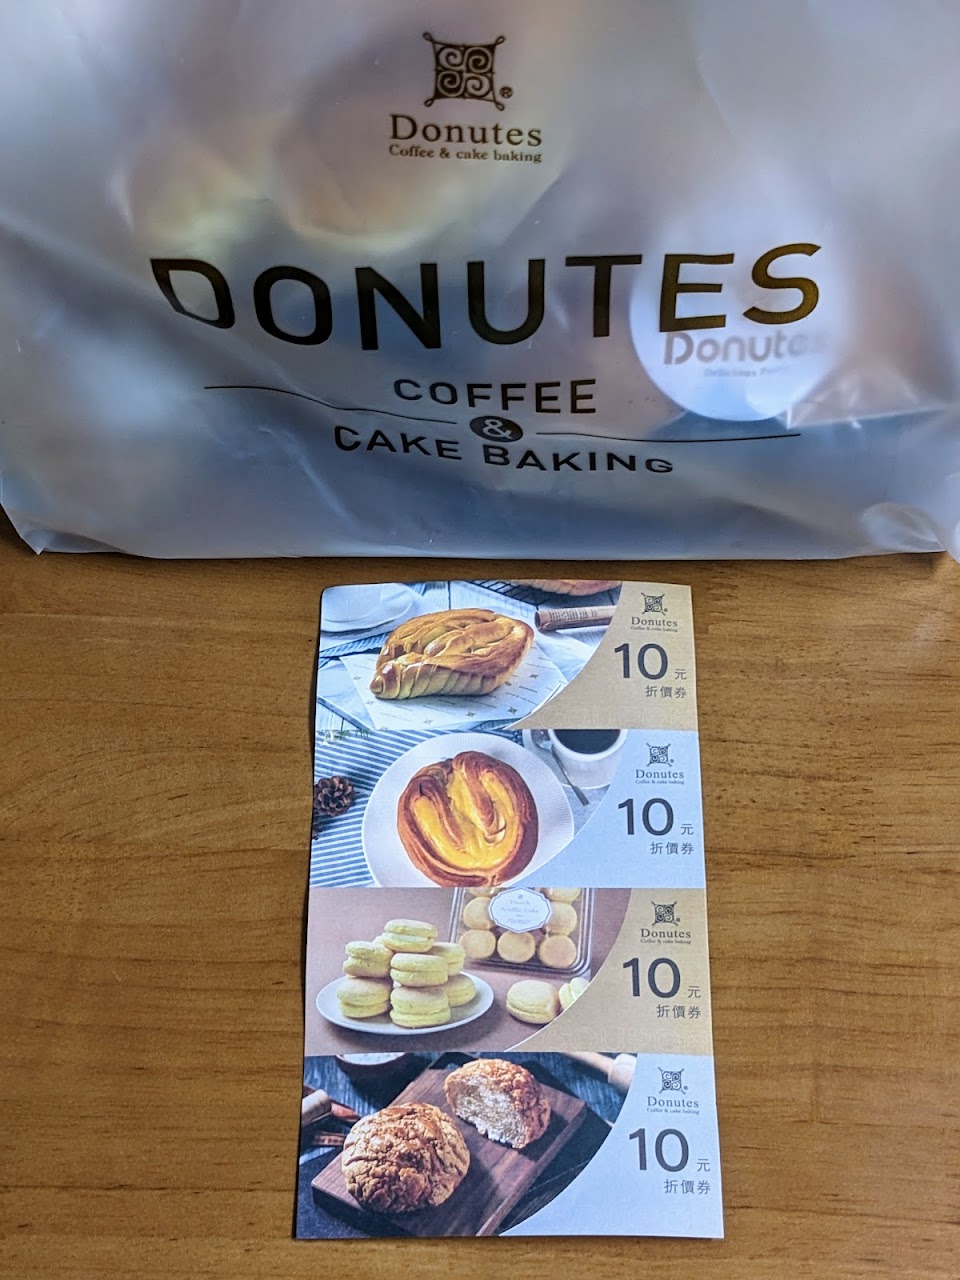 Donutes
Coffee & cake baking
DONUTES
Donutes
COFFEE
&
CAKE BAKING
Donutes
Coffee & cake baking
10元
折價券
Donutes
Coffee & cake baking
10元
折價券
Donutes
Coffee & cake baking
10元
折價券
Donutes
Coffee & cake baking
10元
折價券